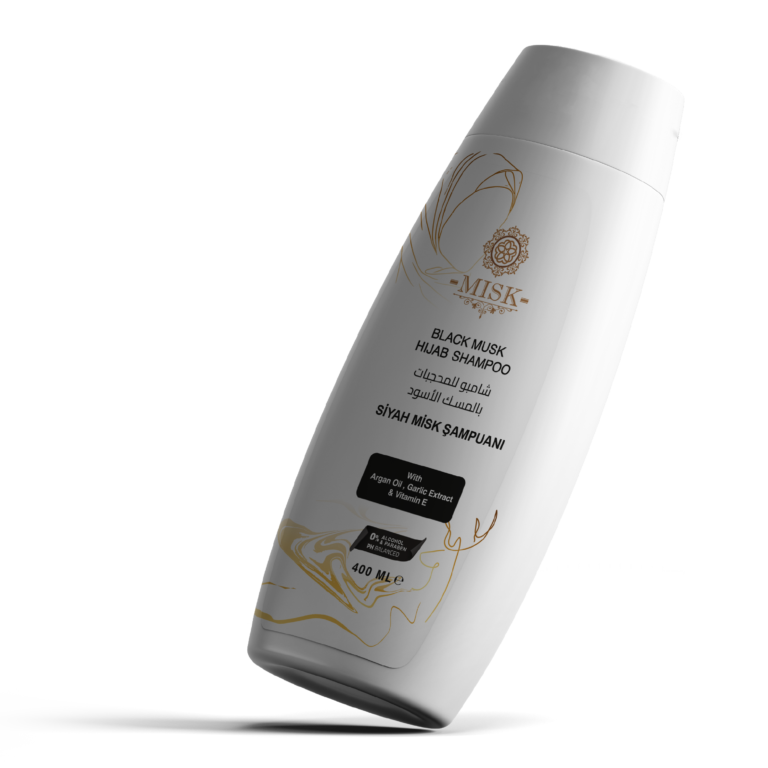 -MISK-
BLACK MUSK
HIJAB SHAMPOO
شامبو للمحجبات
بالمسك الأسود
SİYAH MİSK ŞAMPUANI
With
Argan Oil , Garlic Extract
& Vitamin E
0% ALCOHOL
& PARABEN
PH BALANCED
400 ML ℮